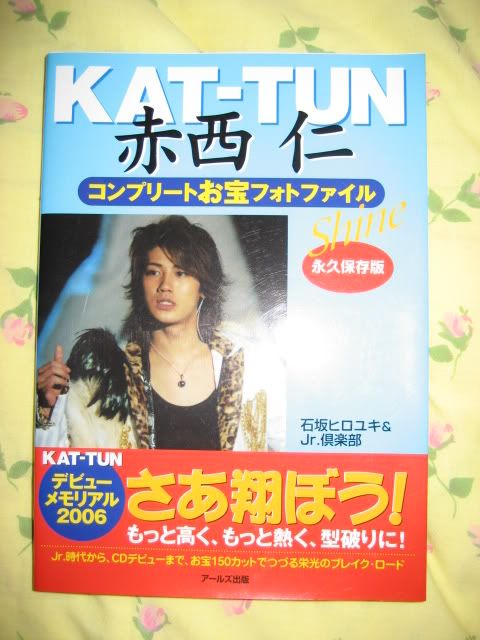 KAT-TUN
赤西 仁
コンプリートお宝フォトファイル
Shine
永久保存版
石坂ヒロユキ&
Jr.倶楽部
KAT-TUN
デビュー
メモリアル
2006
さあ翔ぼう!
もっと高く、もっと熱く、型破りに!
Jr.時代から、CDデビューまで、お宝150カットでつづる栄光のブレイク・ロード
アールズ出版